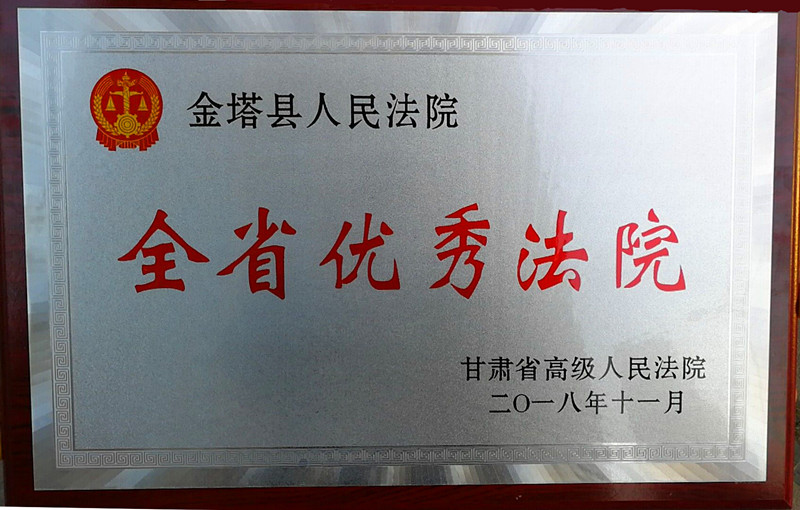 金塔县人民法院
全省优秀法院
甘肃省高级人民法院
二〇一八年十一月